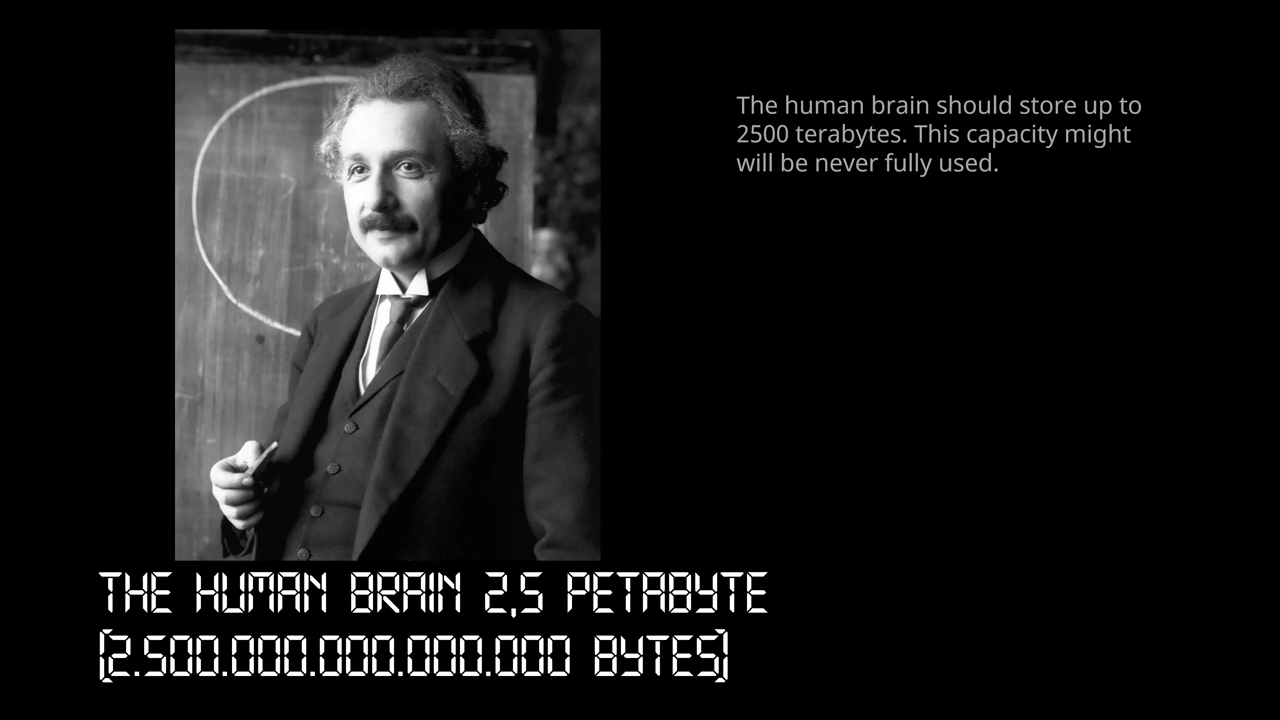 The human brain should store up to
2500 terabytes. This capacity might
will be never fully used.
THE HUMAN BRAIN 2,5 PETABYTE
(2.500.000.000.000.000 BYTES)